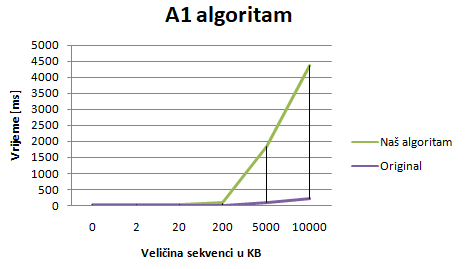 A1 algoritam
5000
4500
4000
3500
3000
2500
2000
1500
1000
500
0
Vrijeme [ms]
0 2 20 200 5000 10000
Veličina sekvenci u KB
Naš algoritam
Original